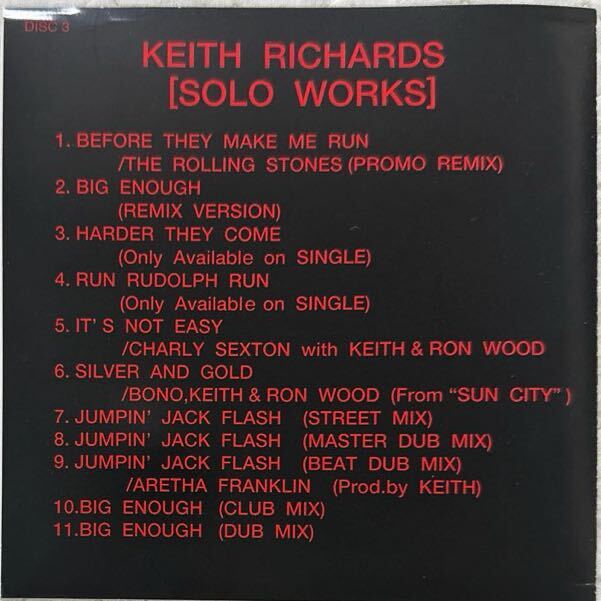 DISC 3
KEITH RICHARDS
[SOLO WORKS]
1. BEFORE THEY MAKE ME RUN
/THE ROLLING STONES (PROMO REMIX)
2. BIG ENOUGH
(REMIX VERSION)
3. HARDER THEY COME
(Only Available on SINGLE)
4. RUN RUDOLPH RUN
(Only Available on SINGLE)
5. IT'S NOT EASY
/CHARLY SEXTON with KEITH & RON WOOD
6. SILVER AND GOLD
/BONO,KEITH & RON WOOD (From "SUN CITY")
7. JUMPIN' JACK FLASH (STREET MIX)
8. JUMPIN' JACK FLASH (MASTER DUB MIX)
9. JUMPIN' JACK FLASH (BEAT DUB MIX)
/ARETHA FRANKLIN (Prod.by KEITH)
10.BIG ENOUGH (CLUB MIX)
11.BIG ENOUGH (DUB MIX)